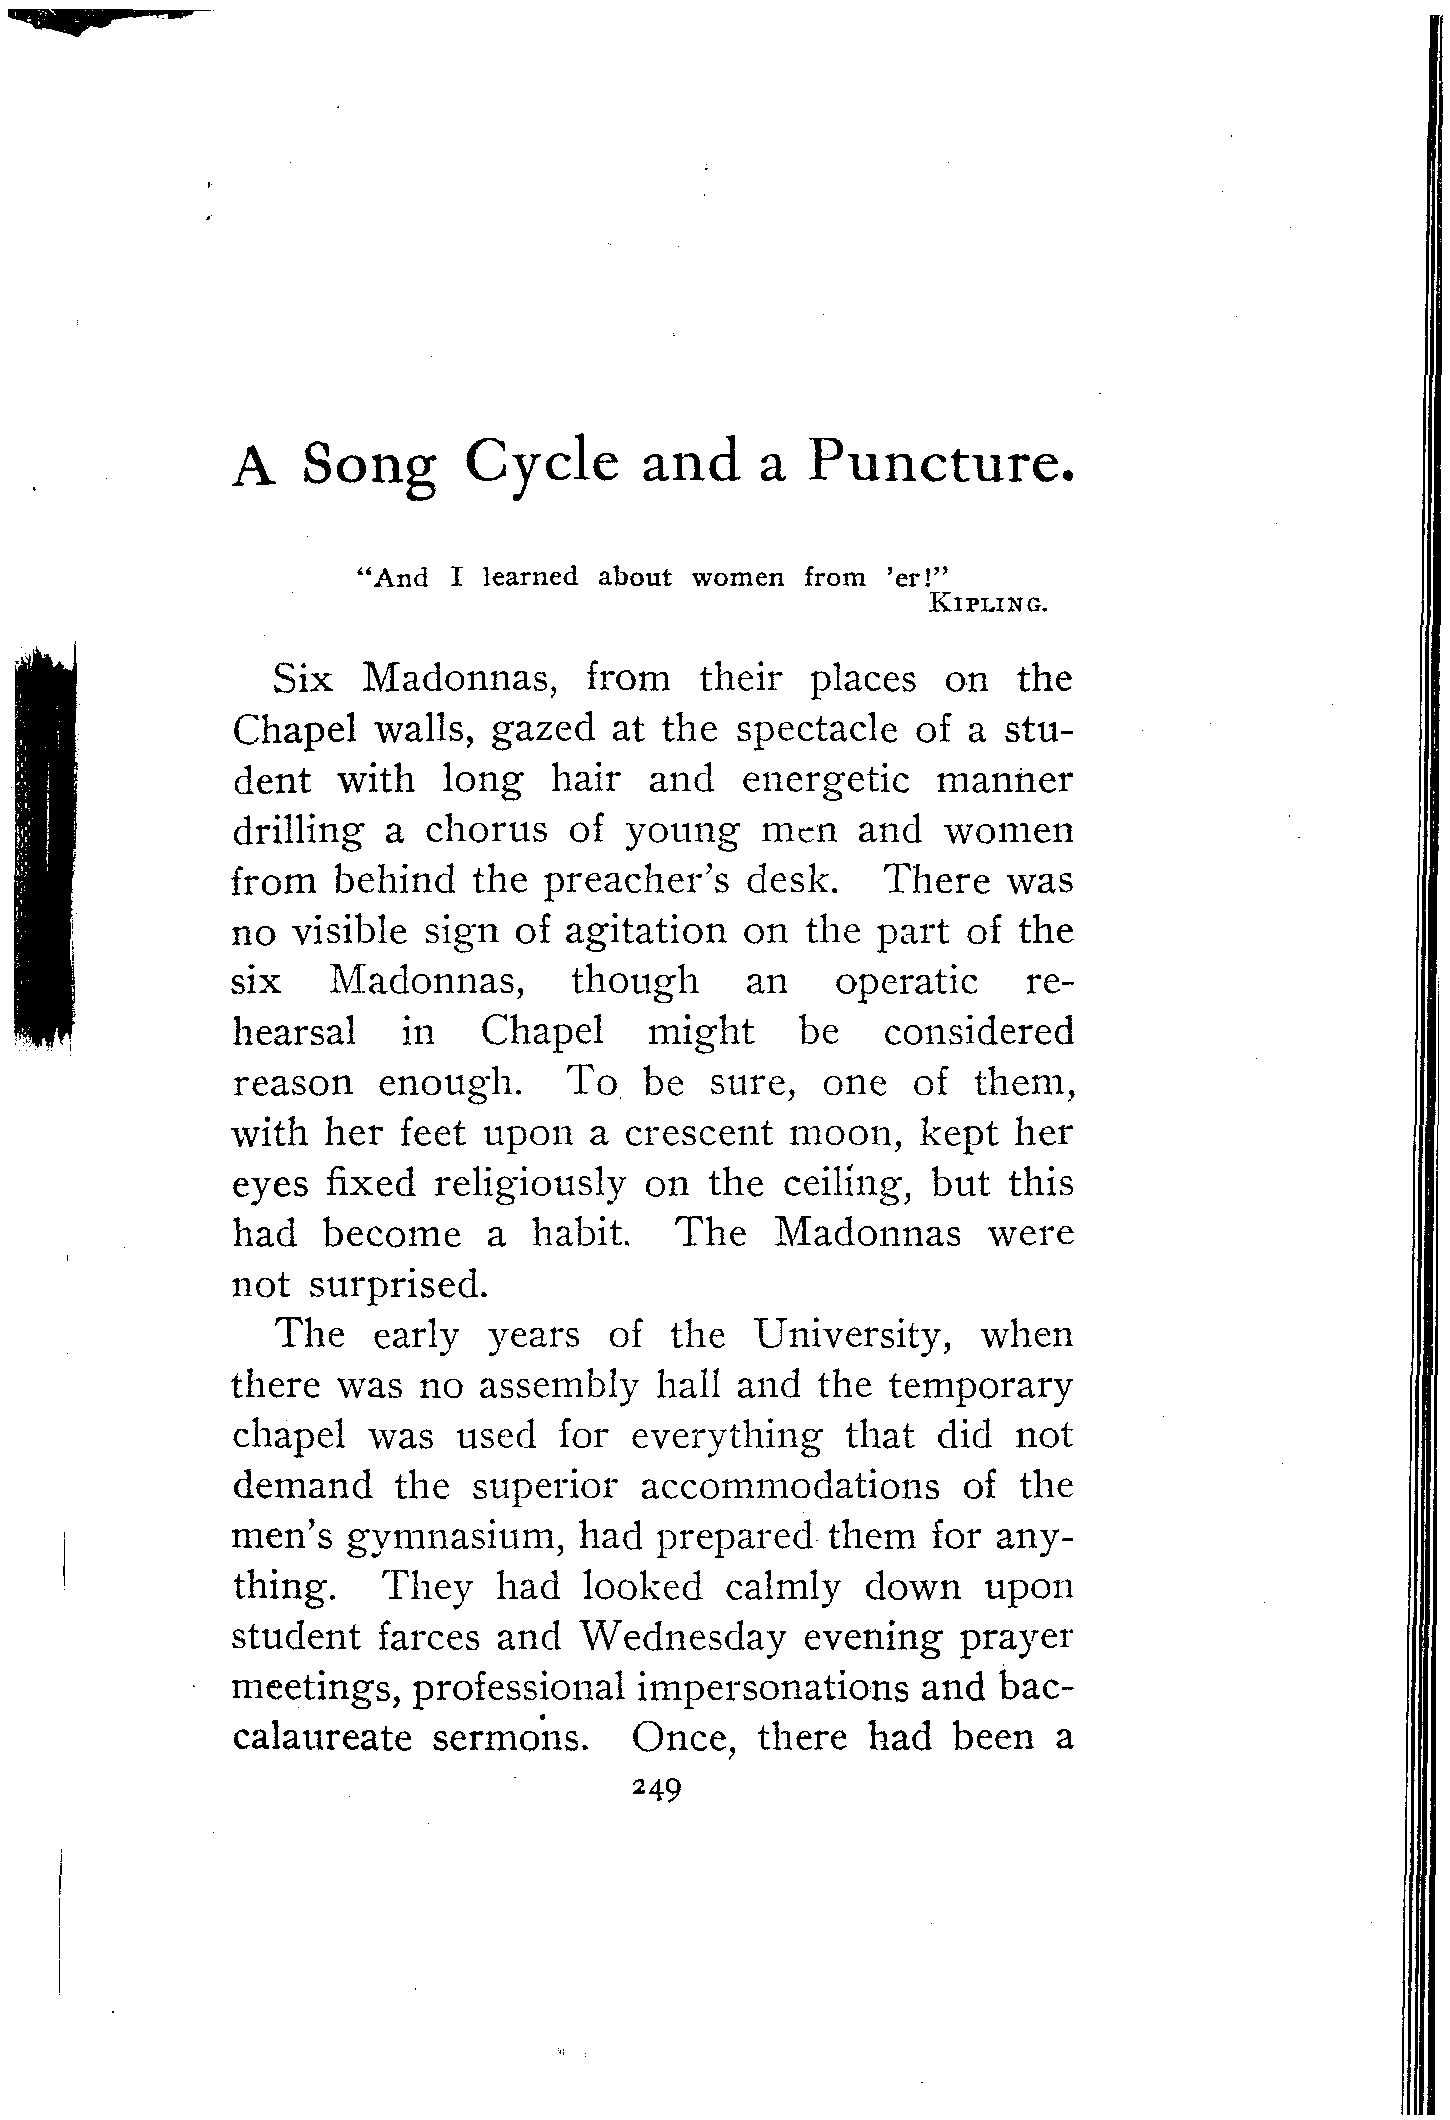 A Song Cycle and a Puncture.
“And I learned about women from ’er!”
KIPLING.
Six Madonnas, from their places on the
Chapel walls, gazed at the spectacle of a stu-
dent with long hair and energetic manner
drilling a chorus of young men and women
from behind the preacher’s desk. There was
no visible sign of agitation on the part of the
six Madonnas, though an operatic re-
hearsal in Chapel might be considered
reason enough. To be sure, one of them,
with her feet upon a crescent moon, kept her
eyes fixed religiously on the ceiling, but this
had become a habit. The Madonnas were
not surprised.
The early years of the University, when
there was no assembly hall and the temporary
chapel was used for everything that did not
demand the superior accommodations of the
men’s gymnasium, had prepared them for any-
thing. They had looked calmly down upon
student farces and Wednesday evening prayer
meetings, professional impersonations and bac-
calaureate sermons. Once, there had been a
249